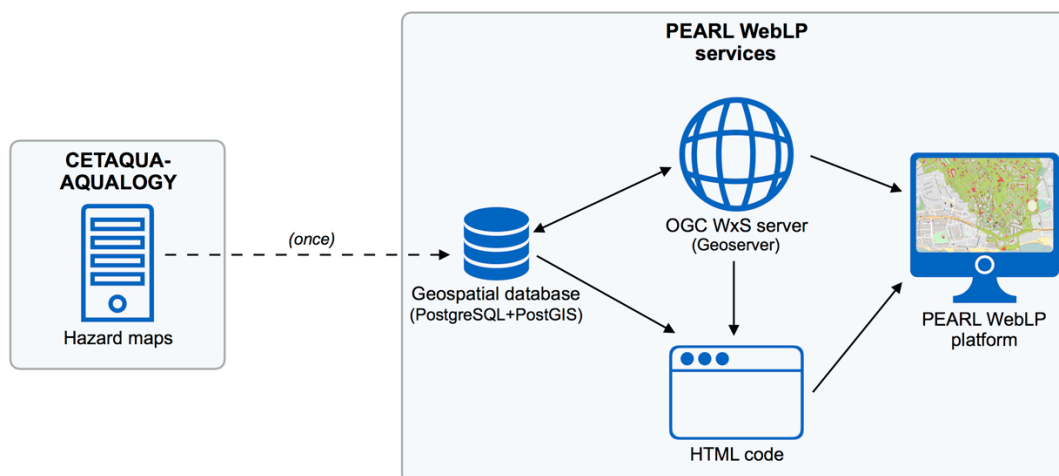 PEARL WebLP
services
CETAQUA-
AQUALOGY
Hazard maps
(once)
Geospatial database
(PostgreSQL+PostGIS)
OGC WxS server
(Geoserver)
HTML code
PEARL WebLP
platform